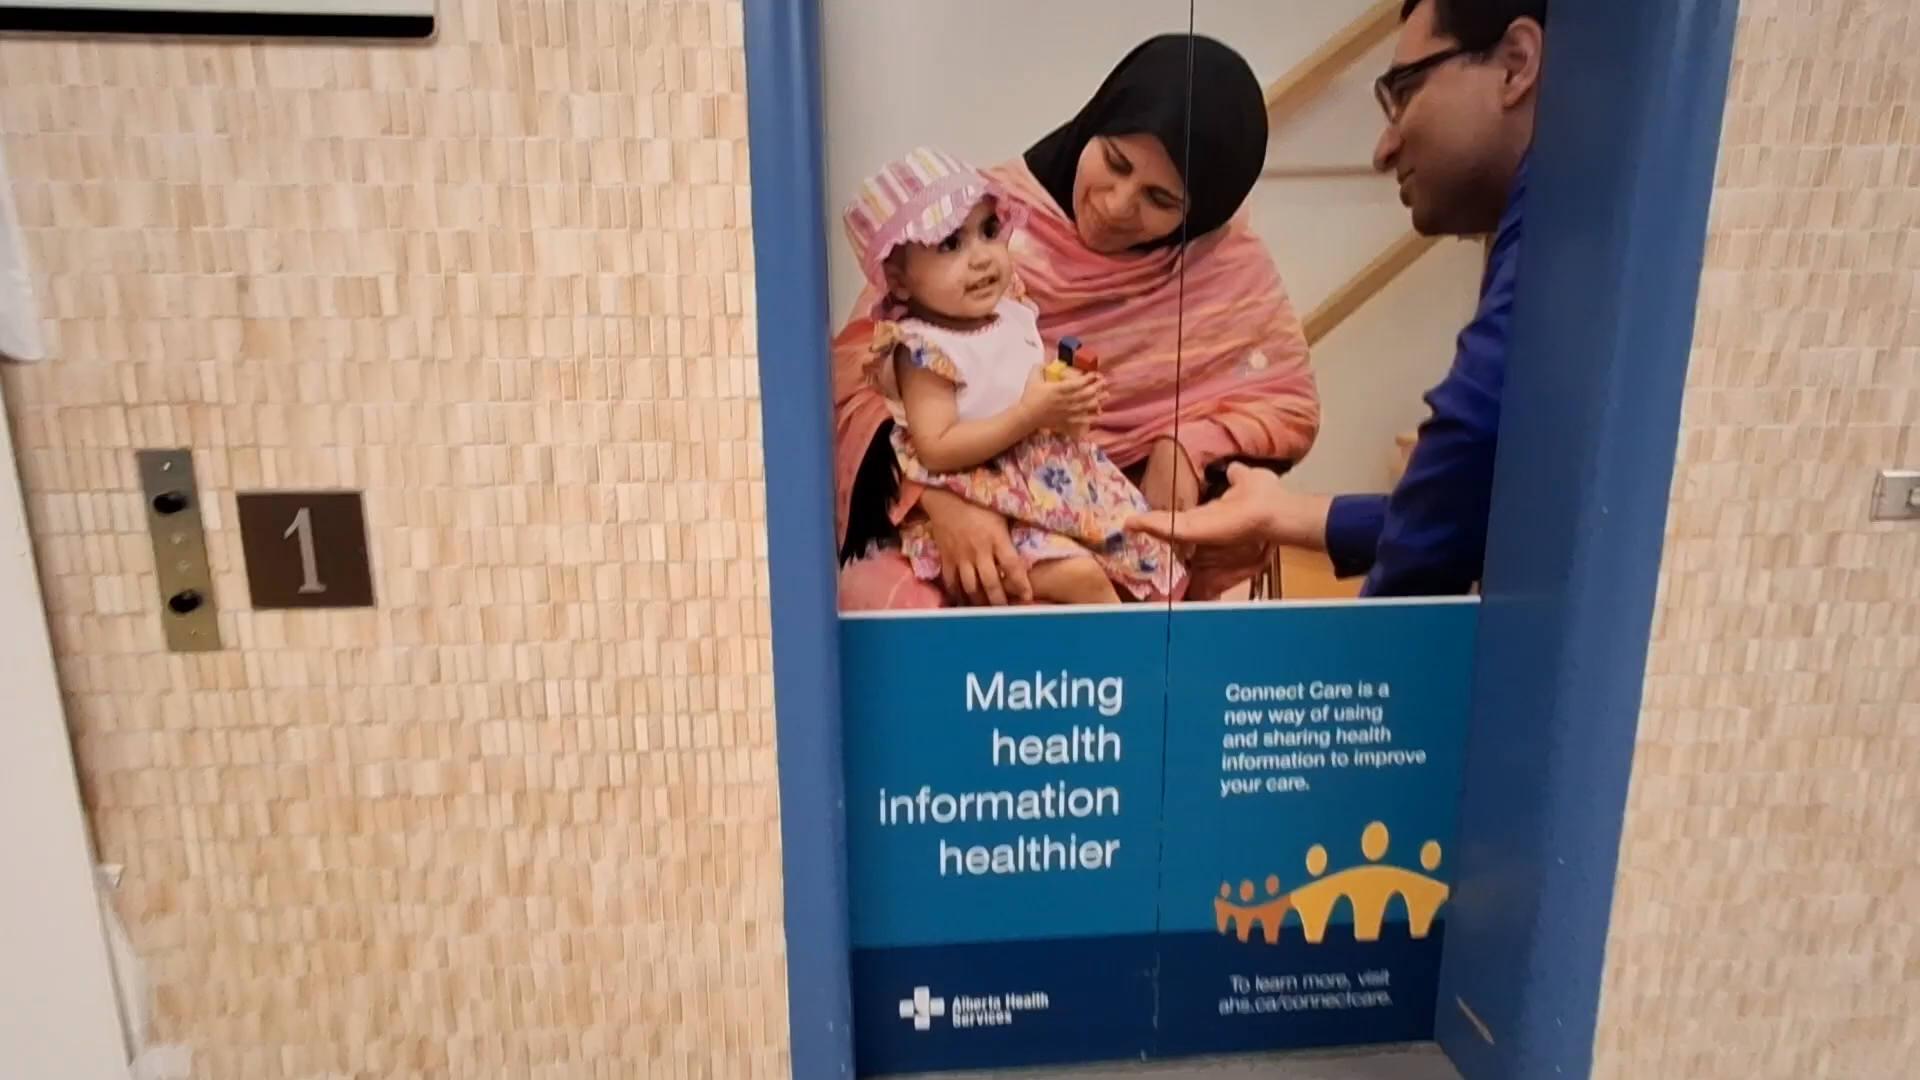 1
Making
health
information
healthier
Connect Care is a
new way of using
and sharing health
information to improve
your care.
Alberta Health
Services
To learn more, visit
ahs.ca/connectcare.